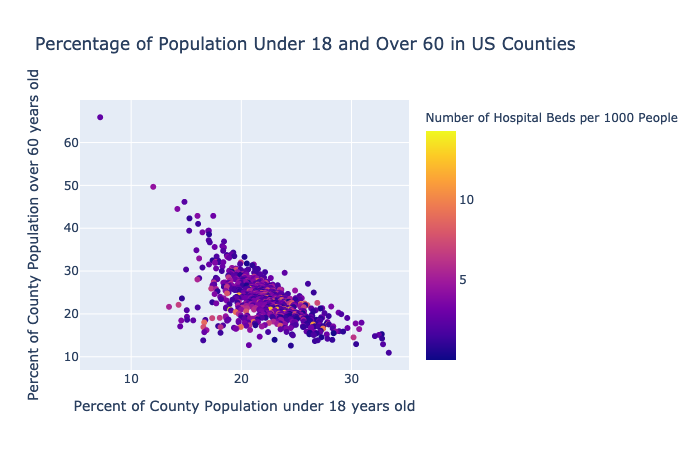 Percentage of Population Under 18 and Over 60 in US Counties
Number of Hospital Beds per 1000 People
Percent of County Population over 60 years old
60
50
40
30
20
10
10
5
10
20
30
Percent of County Population under 18 years old